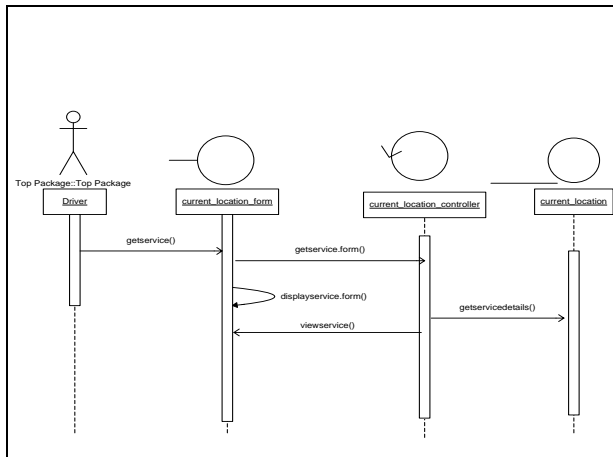 Top Package::Top Package
Driver
current_location_form
current_location_controller
current_location
getservice()
getservice.form()
displayservice.form()
getservicedetails()
viewservice()